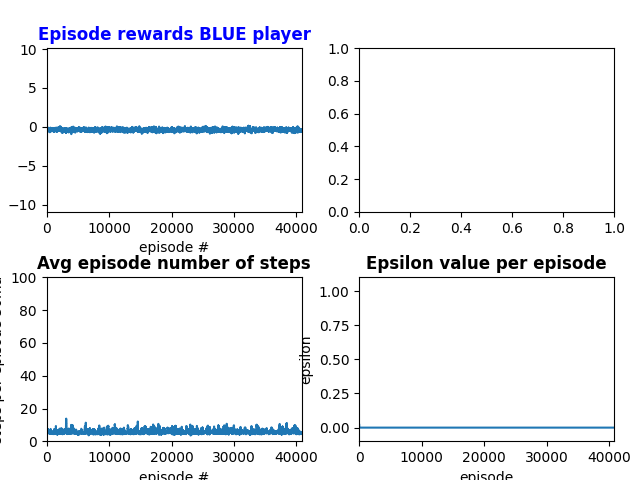 Episode rewards BLUE player
10
5
0
−5
−10
0 10000 20000 30000 40000
episode #
1.0
0.8
0.6
0.4
0.2
0.0
0.0 0.2 0.4 0.6 0.8 1.0
Avg episode number of steps
100
80
60
40
20
0
0 10000 20000 30000 40000
episode #
Epsilon value per episode
epsilon
1.00
0.75
0.50
0.25
0.00
0 10000 20000 30000 40000
episode